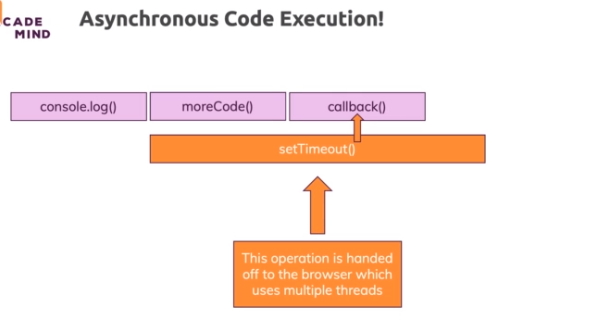 CADE
MIND
Asynchronous Code Execution!
console.log()
moreCode()
callback()
setTimeout()
This operation is handed
off to the browser which
uses multiple threads